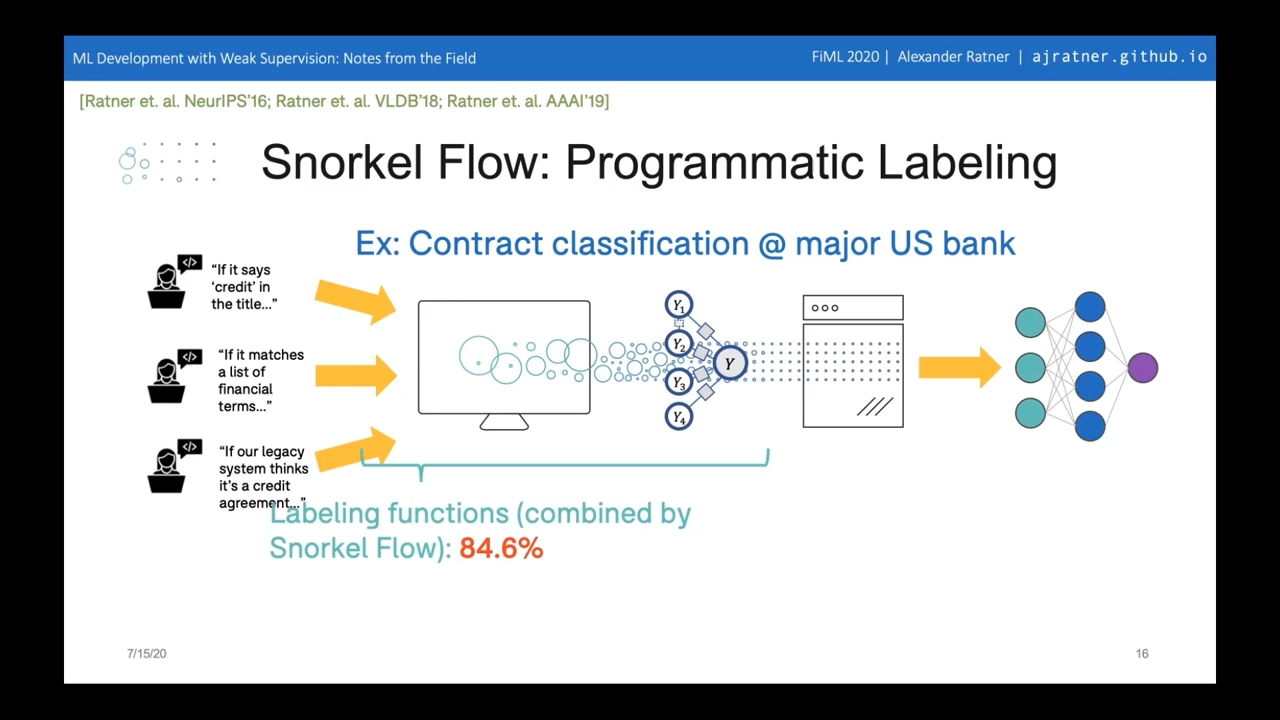 ML Development with Weak Supervision: Notes from the Field
FiML 2020 | Alexander Ratner | ajratner.github.io
[Ratner et. al. NeurIPS'16; Ratner et. al. VLDB'18; Ratner et. al. AAAI'19]
Snorkel Flow: Programmatic Labeling
Ex: Contract classification @ major US bank
</>
“If it says
‘credit’ in
the title...”
</>
“If it matches
a list of
financial
terms...”
</>
“If our legacy
system thinks
it’s a credit
agreement...”
Y1
Y2
Y3
Y4
Y
Labeling functions (combined by
Snorkel Flow): 84.6%
7/15/20
16